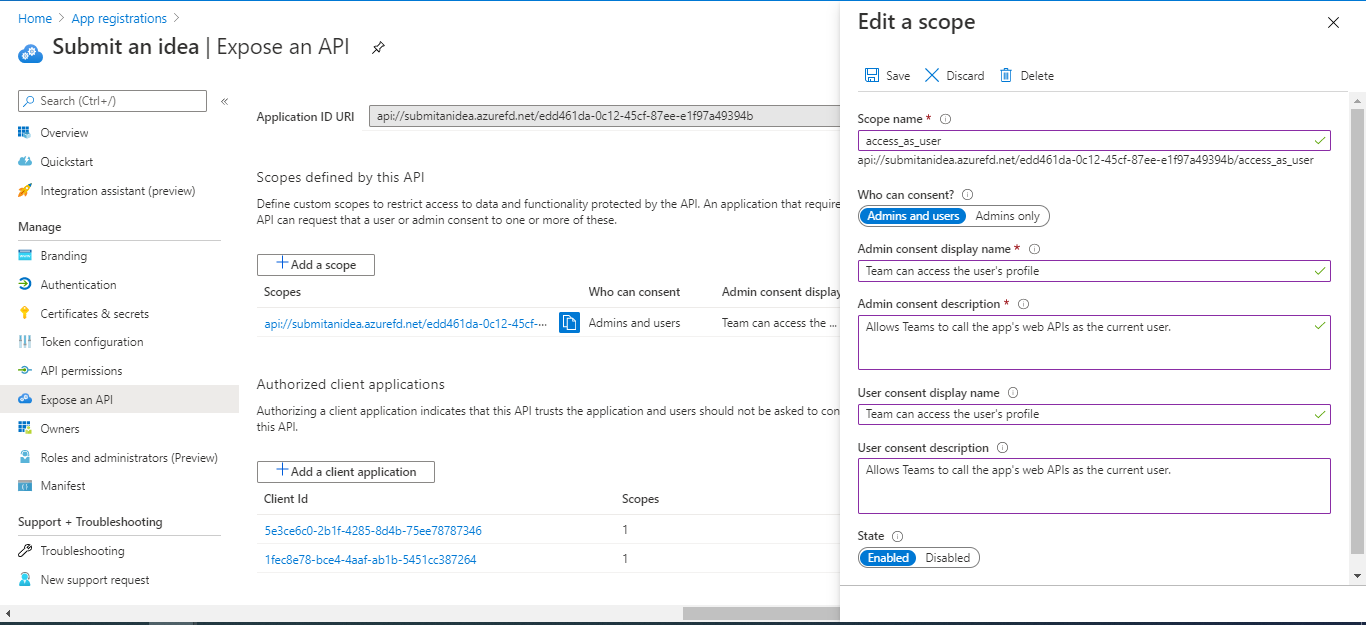 Home > App registrations >
Submit an idea | Expose an API
Search (Ctrl+/)
«
Overview
Quickstart
Integration assistant (preview)
Manage
Branding
Authentication
Certificates & secrets
Token configuration
API permissions
Expose an API
Owners
Roles and administrators (Preview)
Manifest
Support + Troubleshooting
Troubleshooting
New support request
Application ID URI
api://submitanidea.azurefd.net/edd461da-0c12-45cf-87ee-e1f97a49394b
Scopes defined by this API
Define custom scopes to restrict access to data and functionality protected by the API. An application that require
API can request that a user or admin consent to one or more of these.
Add a scope
Scopes Who can consent Admin consent display
api://submitanidea.azurefd.net/edd461da-0c12-45cf-... Admins and users Team can access the ...
Authorized client applications
Authorizing a client application indicates that this API trusts the application and users should not be asked to con
this API.
Add a client application
Client Id Scopes
5e3ce6c0-2b1f-4285-8d4b-75ee78787346 1
1fec8e78-bce4-4aaf-ab1b-5451cc387264 1
Edit a scope
Save Discard Delete
Scope name *
access_as_user
api://submitanidea.azurefd.net/edd461da-0c12-45cf-87ee-e1f97a49394b/access_as_user
Who can consent?
Admins and users Admins only
Admin consent display name *
Team can access the user's profile
Admin consent description *
Allows Teams to call the app's web APIs as the current user.
User consent display name
Team can access the user's profile
User consent description
Allows Teams to call the app's web APIs as the current user.
State
Enabled Disabled